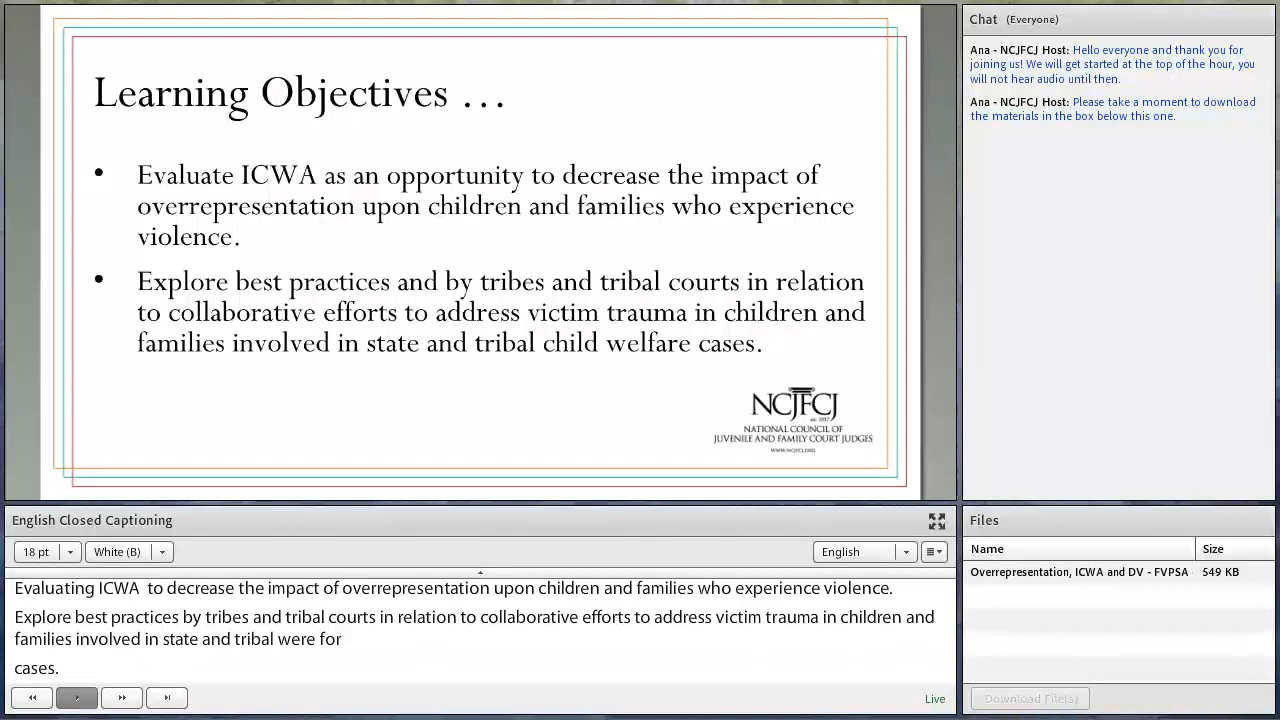 Learning Objectives …
• Evaluate ICWA as an opportunity to decrease the impact of
overrepresentation upon children and families who experience
violence.
• Explore best practices and by tribes and tribal courts in relation
to collaborative efforts to address victim trauma in children and
families involved in state and tribal child welfare cases.
NCJFCJ
est. 1937
NATIONAL COUNCIL OF
JUVENILE AND FAMILY COURT JUDGES
WWW.NCJFCJ.ORG
Chat (Everyone)
Ana - NCJFCJ Host: Hello everyone and thank you for
joining us! We will get started at the top of the hour, you
will not hear audio until then.
Ana - NCJFCJ Host: Please take a moment to download
the materials in the box below this one.
English Closed Captioning
18 pt White (B) English
Evaluating ICWA to decrease the impact of overrepresentation upon children and families who experience violence.
Explore best practices by tribes and tribal courts in relation to collaborative efforts to address victim trauma in children and
families involved in state and tribal were for
cases.
Live
Files
Name Size
Overrepresentation, ICWA and DV - FVPSA 549 KB
Download File(s)